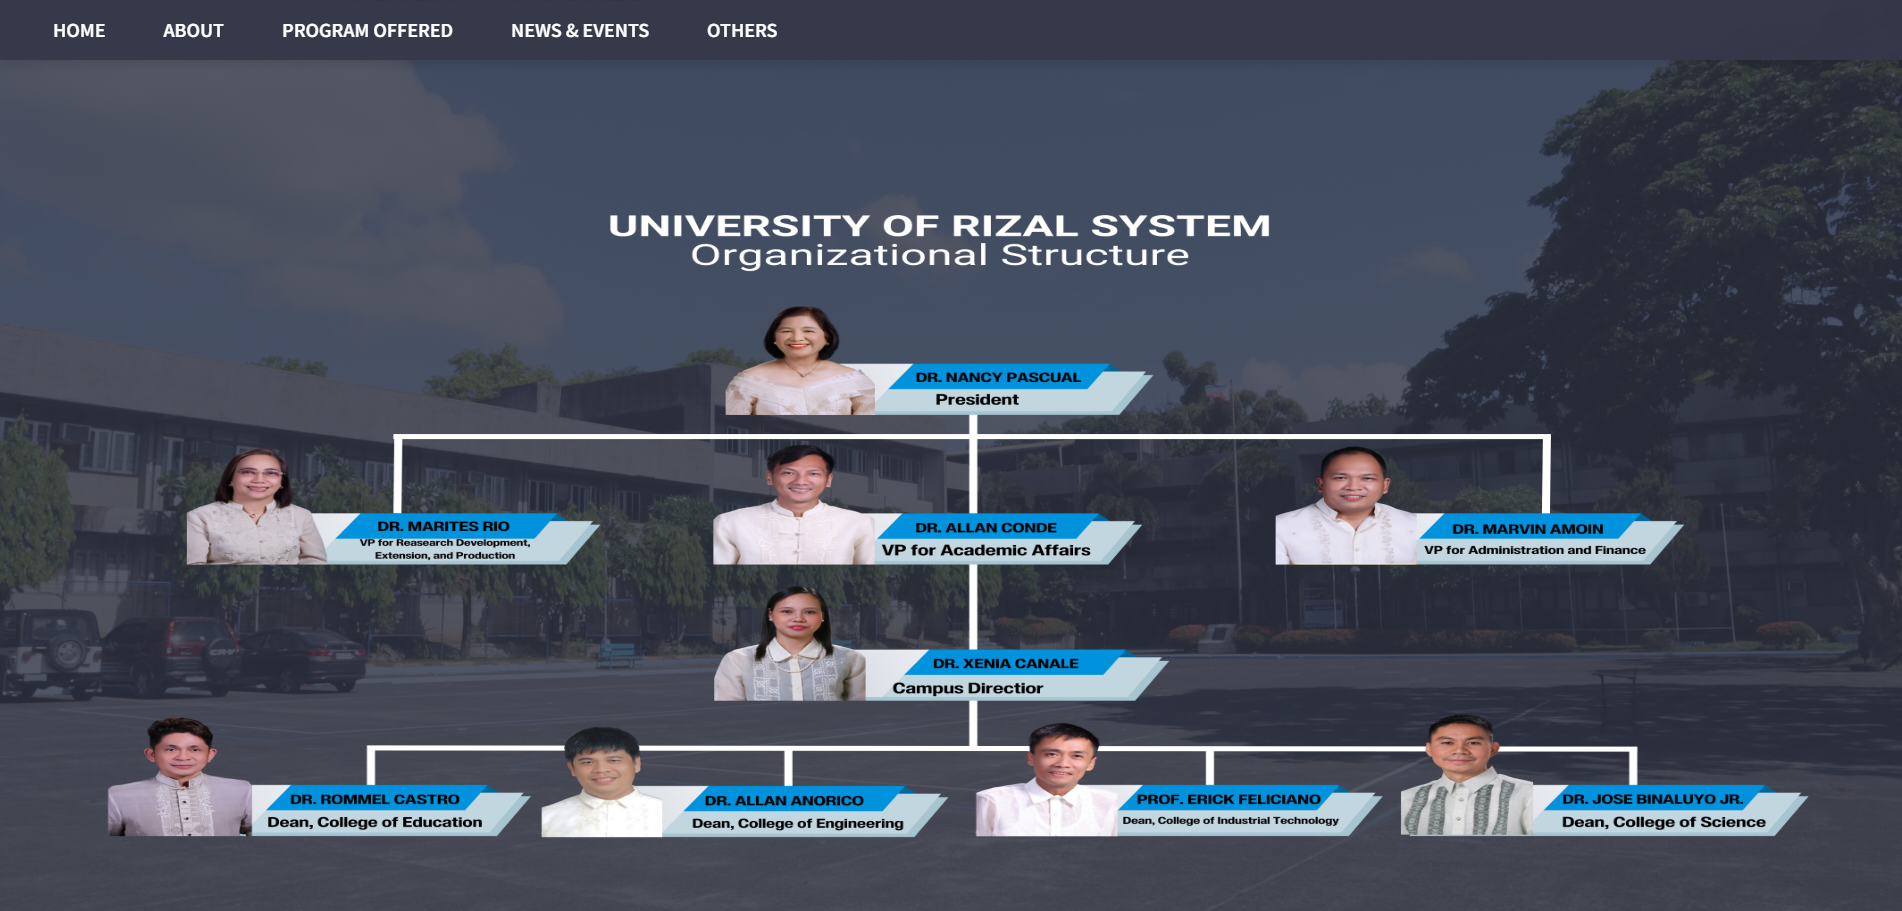 HOME ABOUT PROGRAM OFFERED NEWS & EVENTS OTHERS
UNIVERSITY OF RIZAL SYSTEM
Organizational Structure
DR. NANCY PASCUAL
President
DR. MARITES RIO
VP for Reasearch Development,
Extension, and Production
DR. ALLAN CONDE
VP for Academic Affairs
DR. MARVIN AMOIN
VP for Administration and Finance
DR. XENIA CANALE
Campus Directior
DR. ROMMEL CASTRO
Dean, College of Education
DR. ALLAN ANORICO
Dean, College of Engineering
PROF. ERICK FELICIANO
Dean, College of Industrial Technology
DR. JOSE BINALUYO JR.
Dean, College of Science